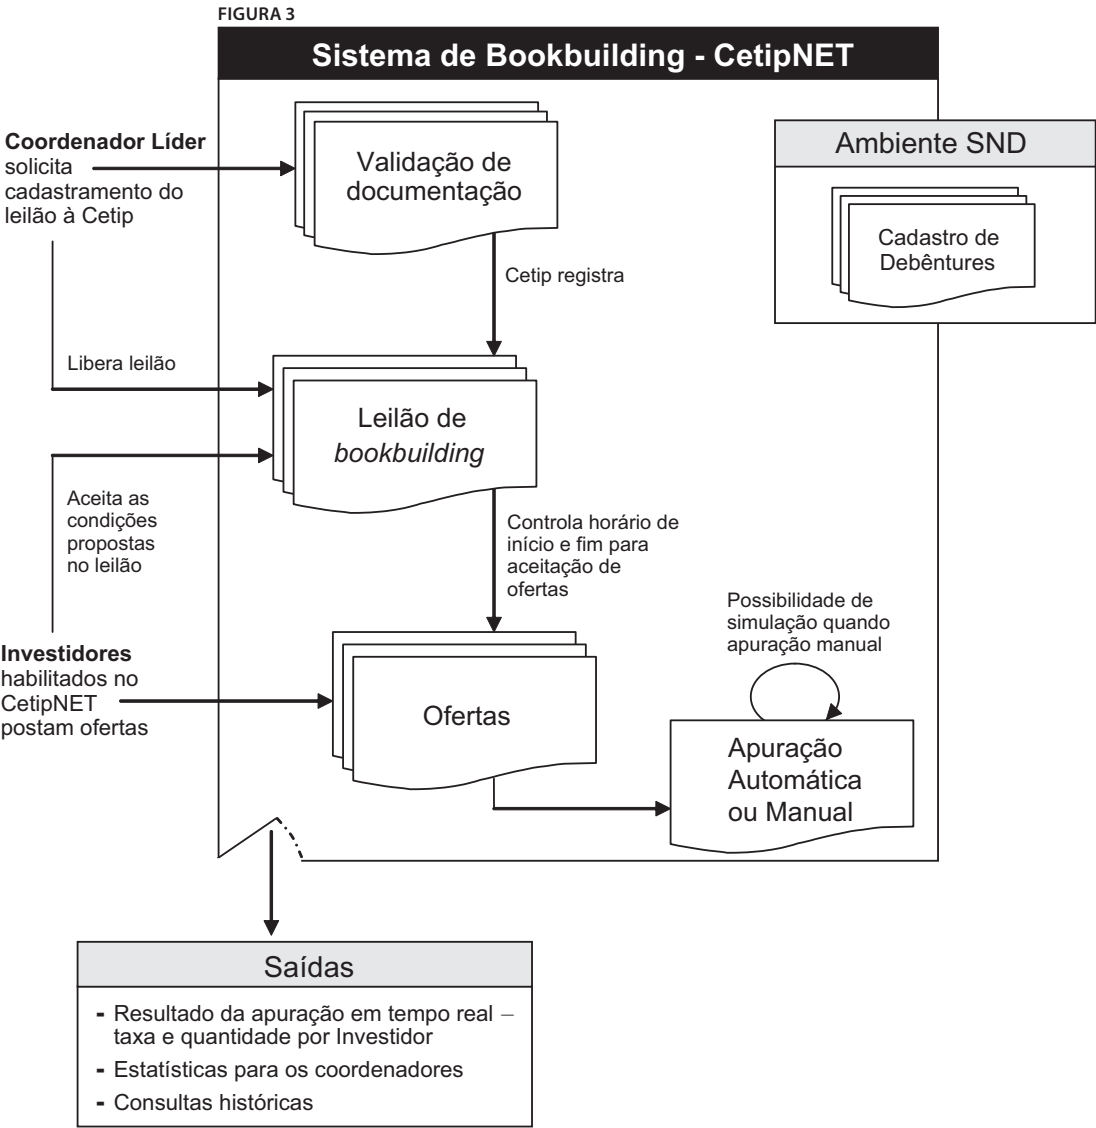 FIGURA 3
Sistema de Bookbuilding - CetipNET
Coordenador Líder
solicita
cadastramento do
leilão à Cetip
Validação de
documentação
Ambiente SND
Cadastro de
Debêntures
Cetip registra
Libera leilão
Leilão de
bookbuilding
Aceita as
condições
propostas
no leilão
Controla horário de
início e fim para
aceitação de
ofertas
Possibilidade de
simulação quando
apuração manual
Investidores
habilitados no
CetipNET
postam ofertas
Ofertas
Apuração
Automática
ou Manual
Saídas
- Resultado da apuração em tempo real –
taxa e quantidade por Investidor
- Estatísticas para os coordenadores
- Consultas históricas